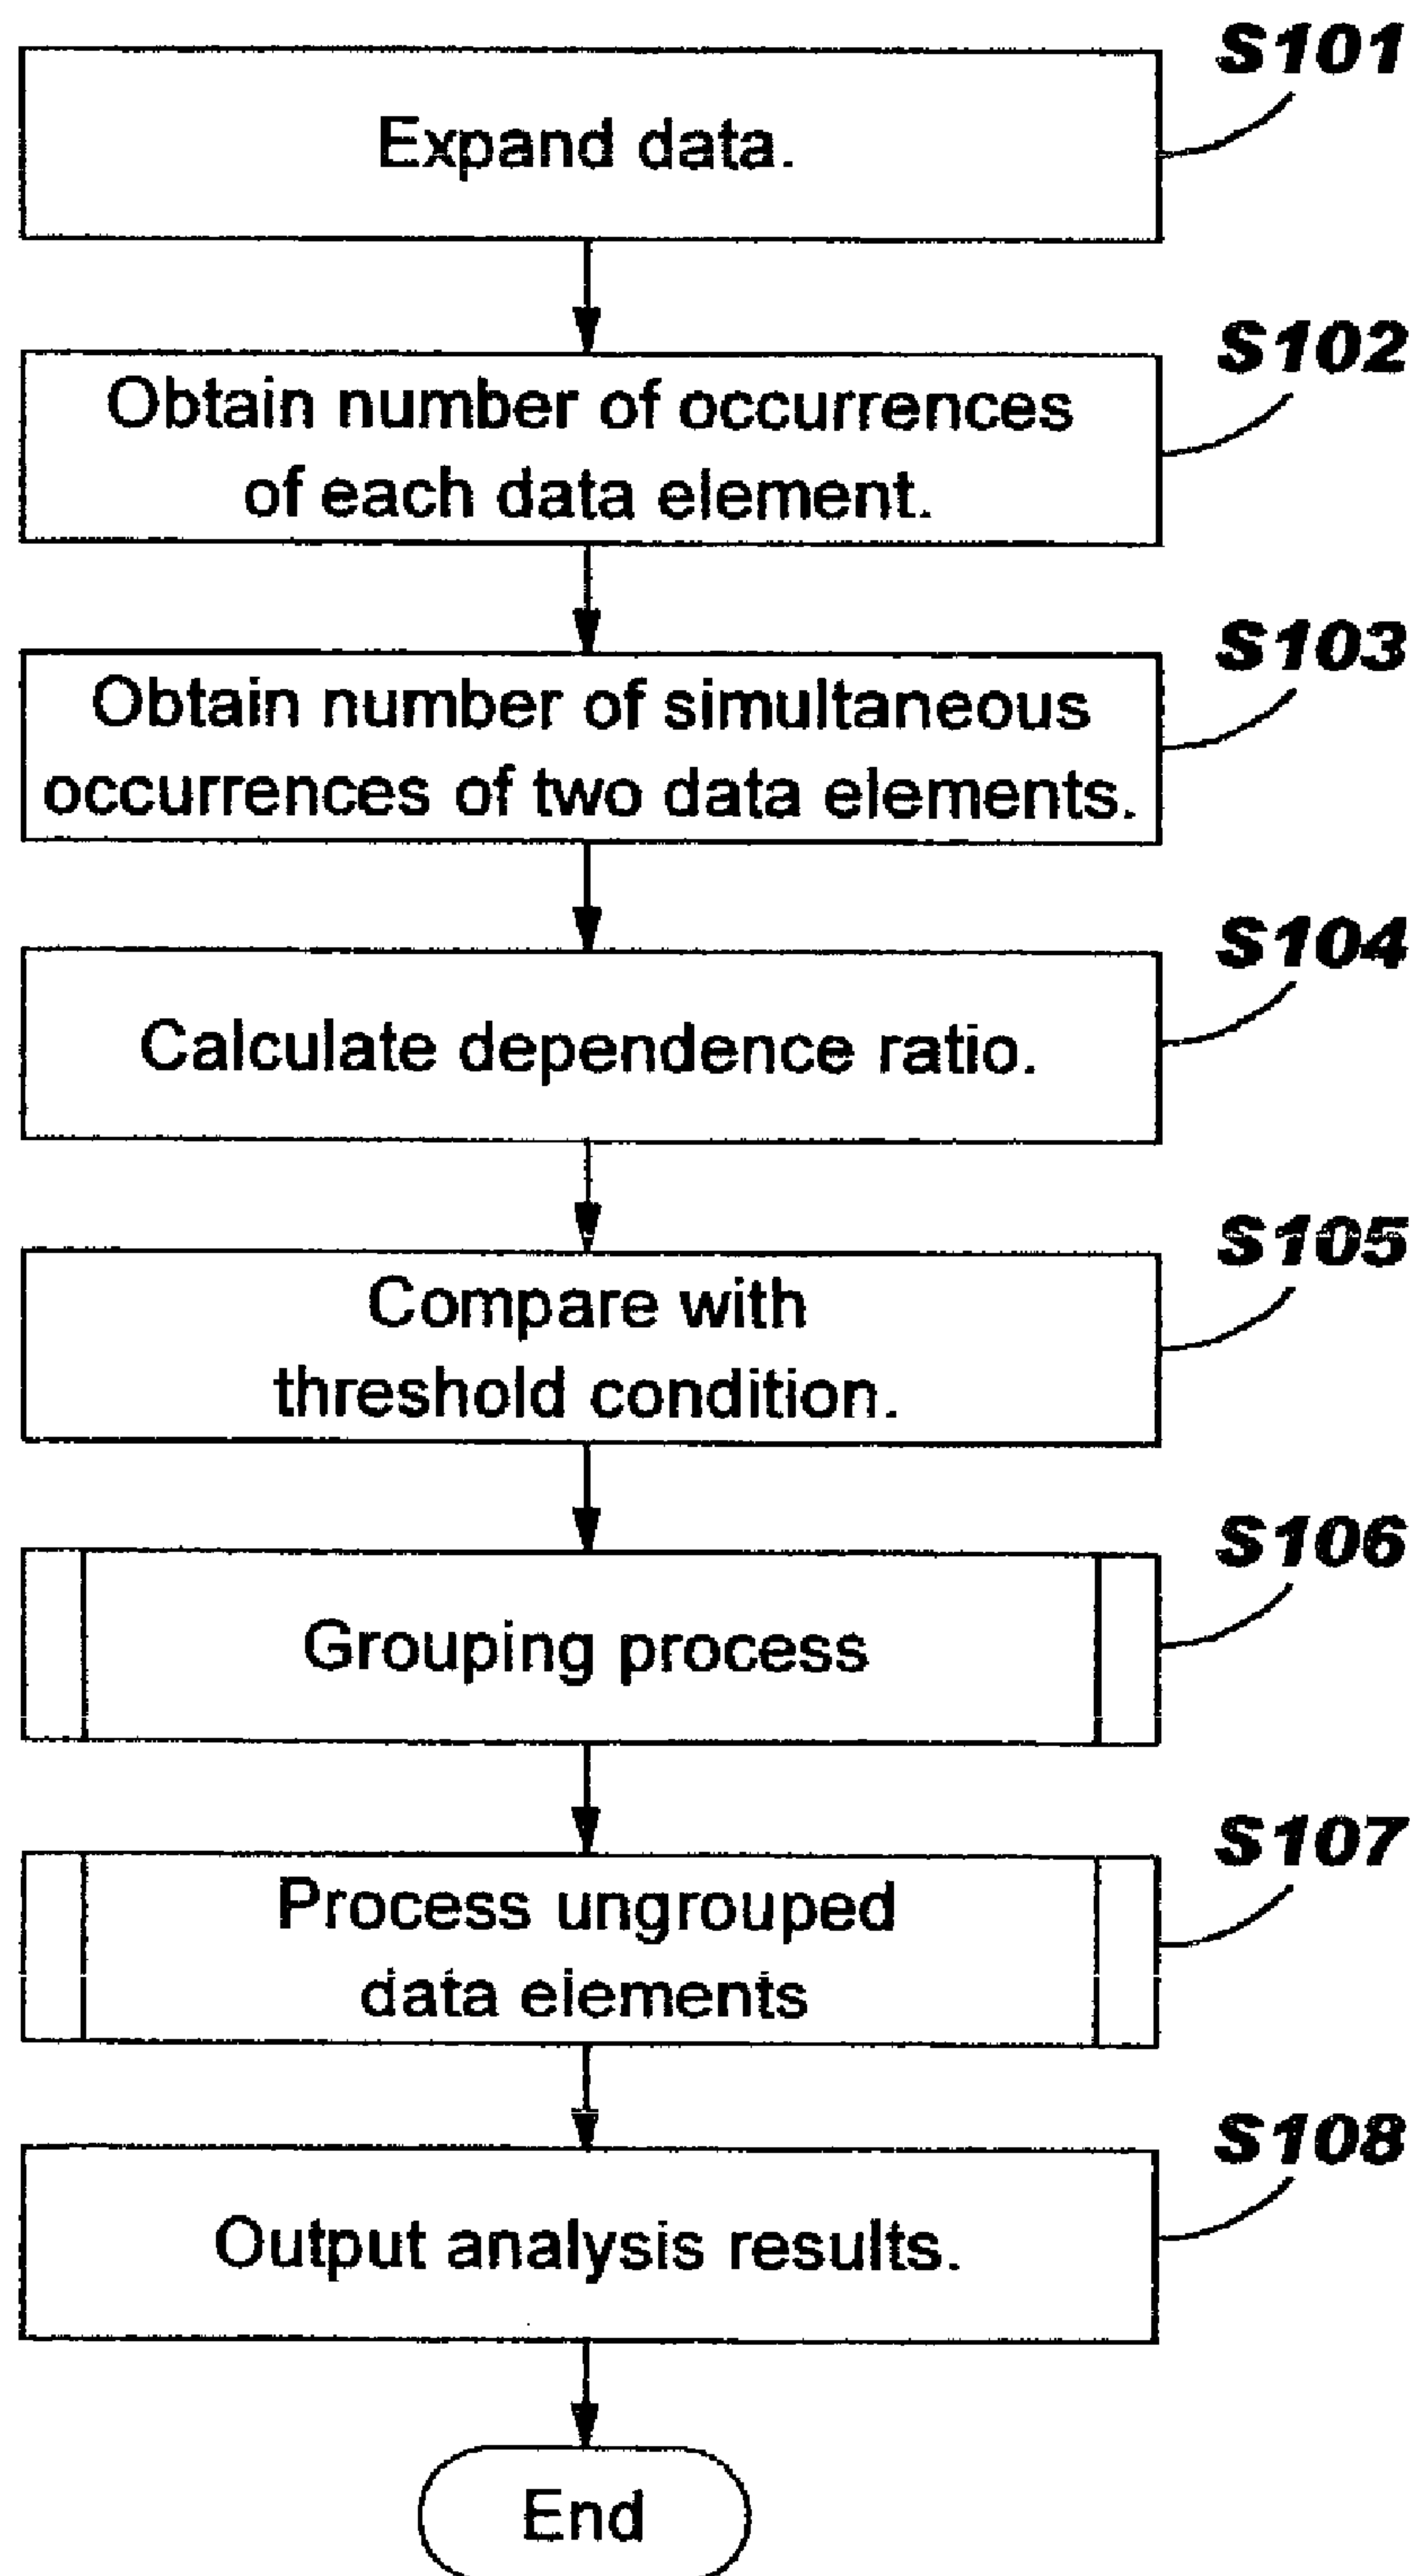 S101
Expand data.
S102
Obtain number of occurrences
of each data element.
S103
Obtain number of simultaneous
occurrences of two data elements.
S104
Calculate dependence ratio.
S105
Compare with
threshold condition.
S106
Grouping process
S107
Process ungrouped
data elements
S108
Output analysis results.
End